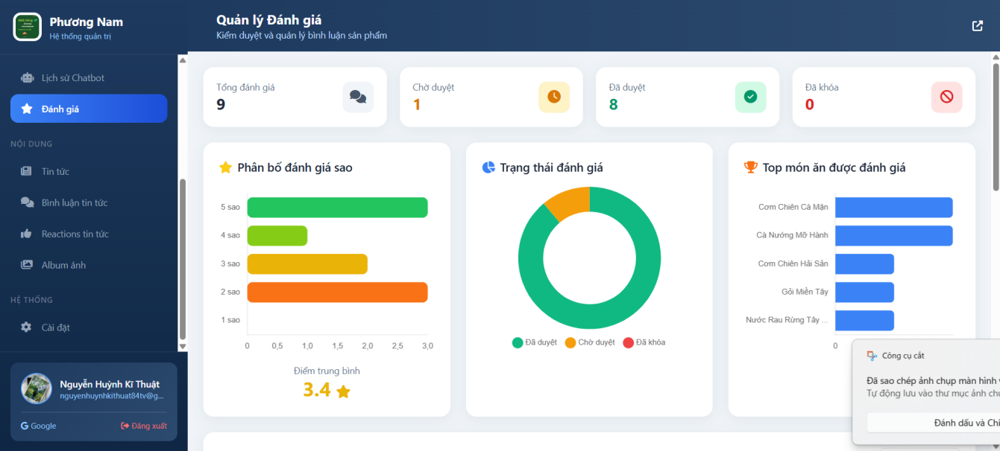 Phương Nam
Hệ thống quản trị
Lịch sử Chatbot
Đánh giá
NỘI DUNG
Tin tức
Bình luận tin tức
Reactions tin tức
Album ảnh
HỆ THỐNG
Cài đặt
Nguyễn Huỳnh Kĩ Thuật
nguyenhuynhkithuat84tv@g...
Google
Đăng xuất
Quản lý Đánh giá
Kiểm duyệt và quản lý bình luận sản phẩm
Tổng đánh giá
9
Chờ duyệt
1
Đã duyệt
8
Đã khóa
0
Phân bố đánh giá sao
5 sao
4 sao
3 sao
2 sao
1 sao
0 0,5 1,0 1,5 2,0 2,5 3,0
Điểm trung bình
3.4
Trạng thái đánh giá
Đã duyệt Chờ duyệt Đã khóa
Top món ăn được đánh giá
Cơm Chiên Cá Mặn
Cá Nướng Mỡ Hành
Cơm Chiên Hải Sản
Gỏi Miền Tây
Nước Rau Rừng Tây ...
0
Công cụ cắt
Đã sao chép ảnh chụp màn hình
Tự động lưu vào thư mục ảnh
Đánh dấu và